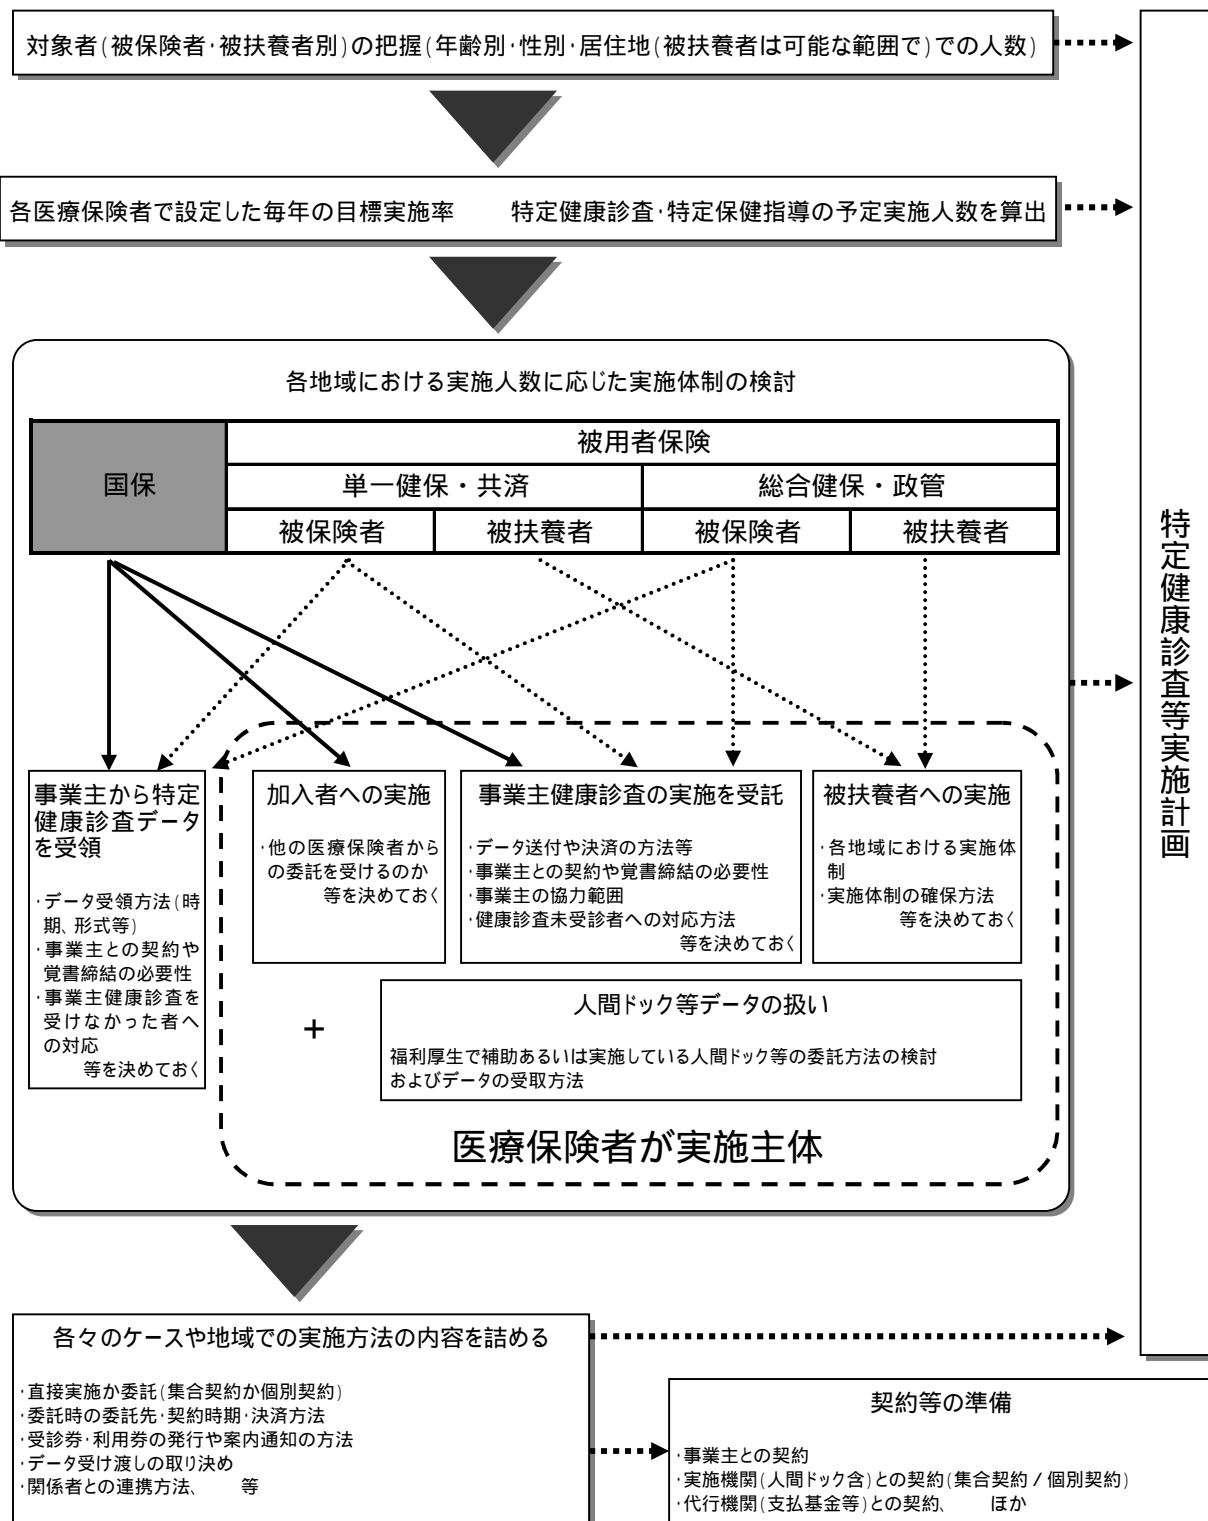 対象者(被保険者・被扶養者別)の把握(年齢別・性別・居住地(被扶養者は可能な範囲で)での人数)
各医療保険者で設定した毎年の目標実施率　　特定健康診査・特定保健指導の予定実施人数を算出
各地域における実施人数に応じた実施体制の検討
国保
被用者保険
単一健保・共済
総合健保・政管
被保険者
被扶養者
被保険者
被扶養者
事業主から特定
健康診査データ
を受領
・データ受領方法(時
期、形式等)
・事業主との契約や
覚書締結の必要性
・事業主健康診査を
受けなかった者へ
の対応
等を決めておく
加入者への実施
・他の医療保険者から
の委託を受けるのか
等を決めておく
事業主健康診査の実施を受託
・データ送付や決済の方法等
・事業主との契約や覚書締結の必要性
・事業主の協力範囲
・健康診査未受診者への対応方法
等を決めておく
被扶養者への実施
・各地域における実施体
制
・実施体制の確保方法
等を決めておく
+
人間ドック等データの扱い
福利厚生で補助あるいは実施している人間ドック等の委託方法の検討
およびデータの受取方法
医療保険者が実施主体
特定健康診査等実施計画
各々のケースや地域での実施方法の内容を詰める
・直接実施か委託(集合契約か個別契約)
・委託時の委託先・契約時期・決済方法
・受診券・利用券の発行や案内通知の方法
・データ受け渡しの取り決め
・関係者との連携方法、　　等
契約等の準備
・事業主との契約
・実施機関(人間ドック含)との契約(集合契約/個別契約)
・代行機関(支払基金等)との契約、　　ほか